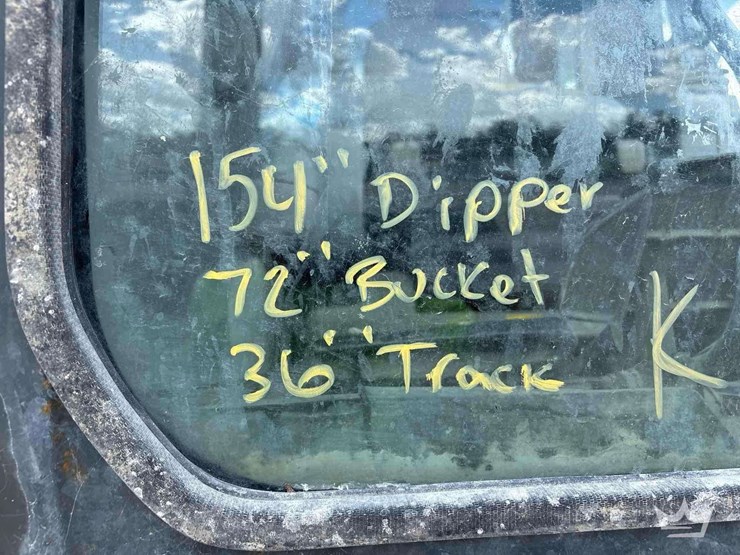 154" Dipper
72" Bucket
36" Track
K